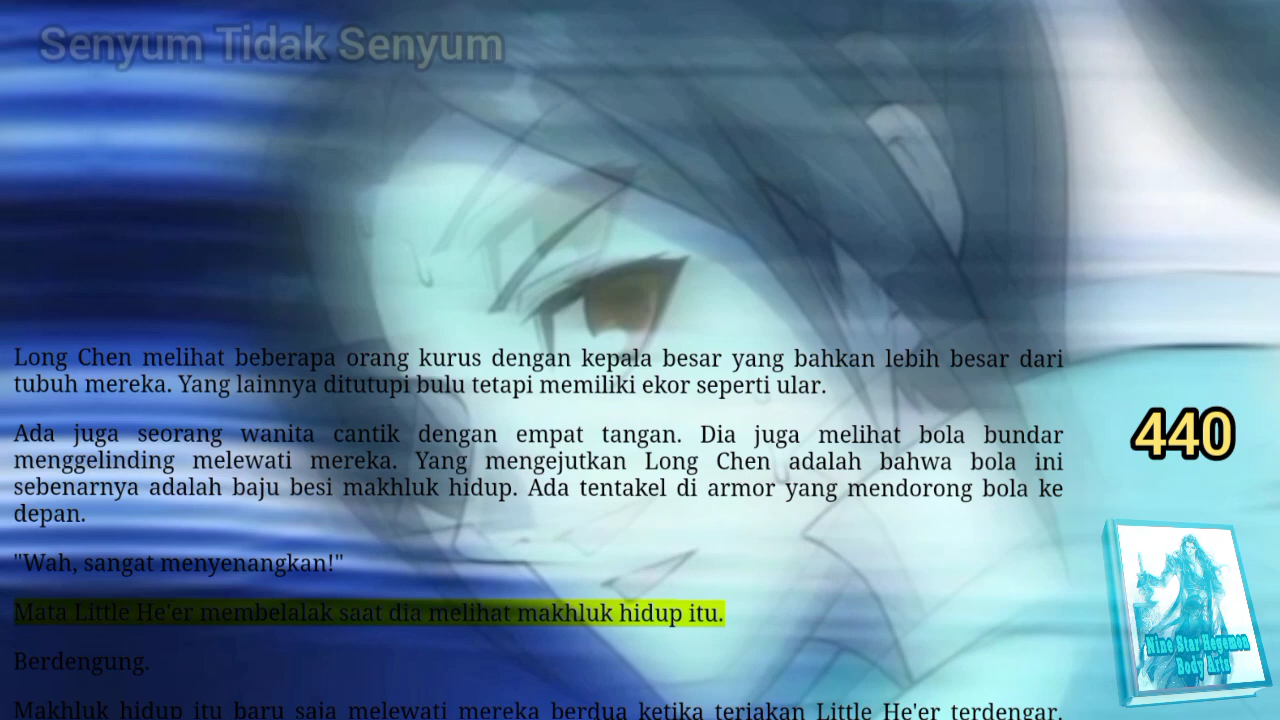 Senyum Tidak Senyum
Long Chen melihat beberapa orang kurus dengan kepala besar yang bahkan lebih besar dari
tubuh mereka. Yang lainnya ditutupi bulu tetapi memiliki ekor seperti ular.
Ada juga seorang wanita cantik dengan empat tangan. Dia juga melihat bola bundar
menggelinding melewati mereka. Yang mengejutkan Long Chen adalah bahwa bola ini
sebenarnya adalah baju besi makhluk hidup. Ada tentakel di armor yang mendorong bola ke
depan.
"Wah, sangat menyenangkan!"
Mata Little He'er membelalak saat dia melihat makhluk hidup itu.
Berdengung.
Makhluk hidup itu baru saja melewati mereka berdua ketika teriakan Little He'er terdengar.
440
Nine Star Hegemon
Body Arts